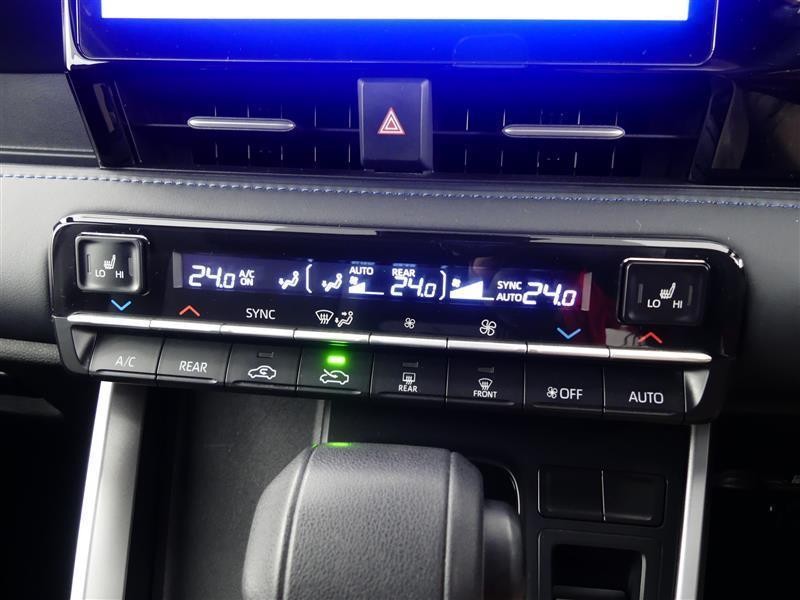 LO HI
24.0 A/C ON AUTO REAR 24.0 SYNC AUTO 24.0
LO HI
SYNC
A/C REAR REAR FRONT OFF AUTO